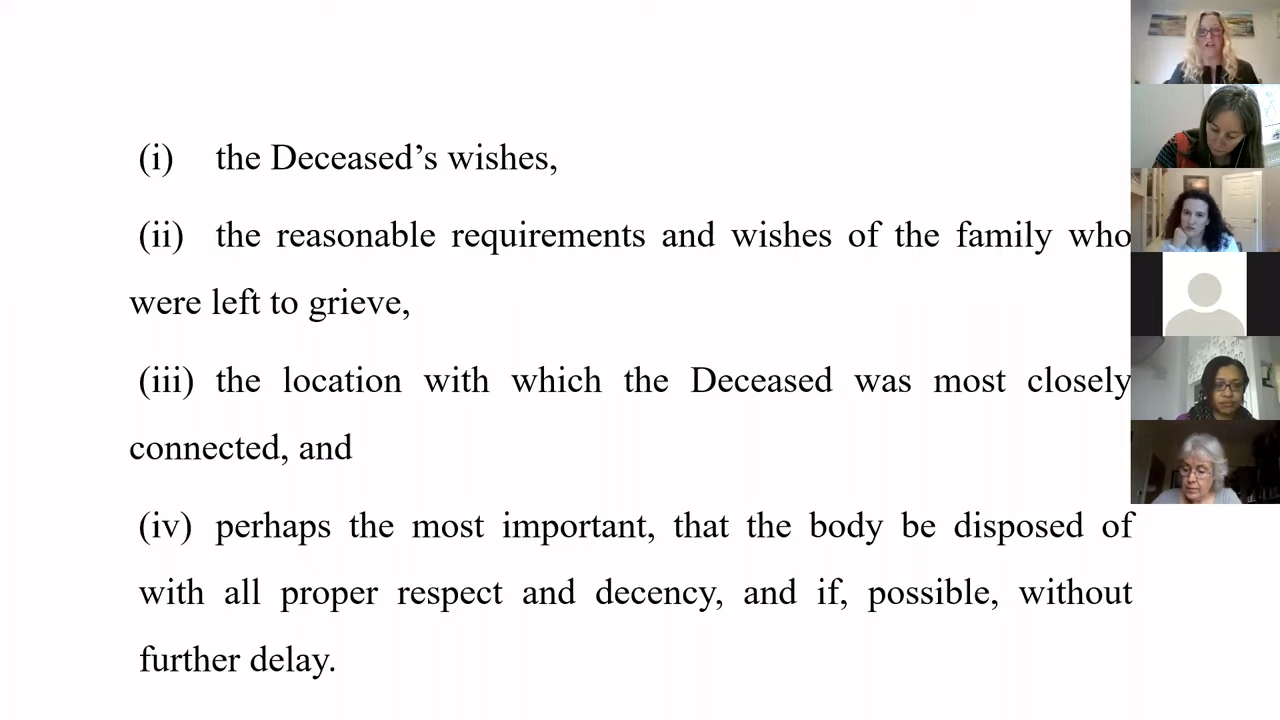 (i) the Deceased’s wishes,
(ii) the reasonable requirements and wishes of the family who
were left to grieve,
(iii) the location with which the Deceased was most closely
connected, and
(iv) perhaps the most important, that the body be disposed of
with all proper respect and decency, and if, possible, without
further delay.